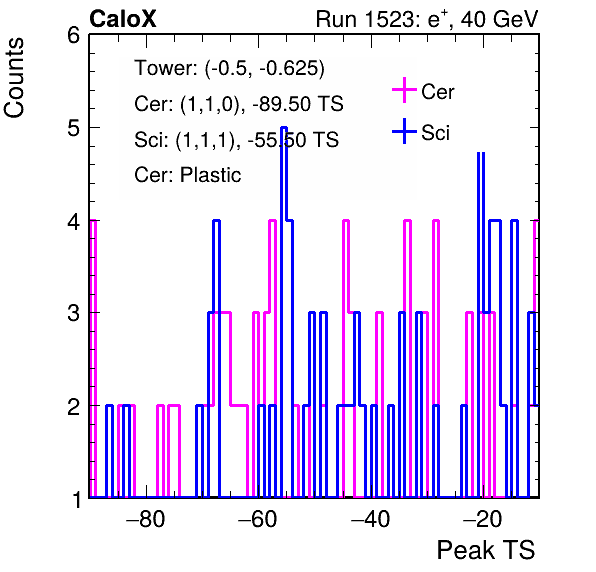 CaloX Run 1523: e⁺, 40 GeV
Counts
6
Tower: (-0.5, -0.625)
Cer: (1,1,0), -89.50 TS
Sci: (1,1,1), -55.50 TS
Cer: Plastic
Cer
Sci
5
4
3
2
1
−80 −60 −40 −20
Peak TS